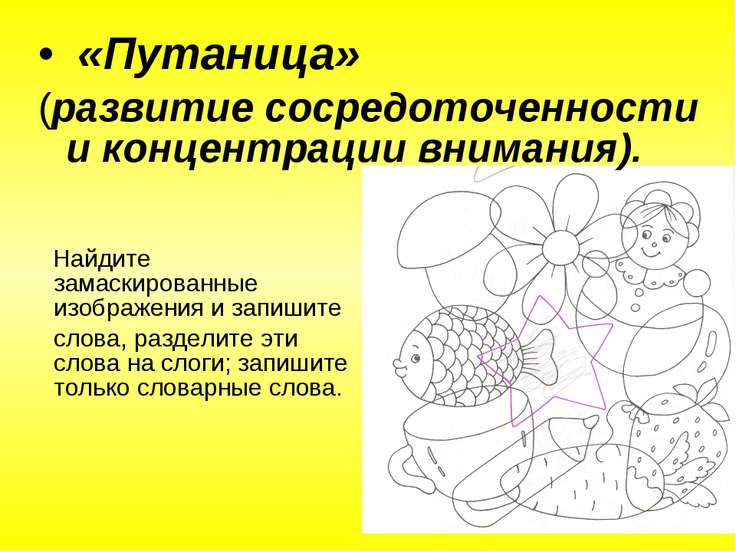 • «Путаница»
(развитие сосредоточенности
и концентрации внимания).
Найдите
замаскированные
изображения и запишите
слова, разделите эти
слова на слоги; запишите
только словарные слова.